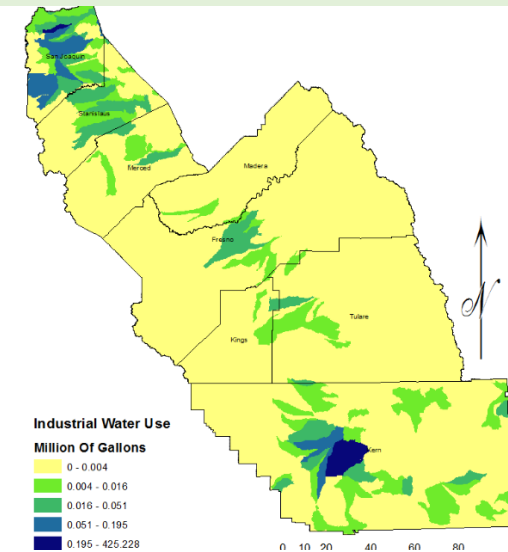 San Joaquin
Stanislaus
Merced
Madera
Fresno
Kings
Tulare
Kern
N
Industrial Water Use
Million Of Gallons
0 - 0.004
0.004 - 0.016
0.016 - 0.051
0.051 - 0.195
0.195 - 425.228
0 10 20 40 60 80